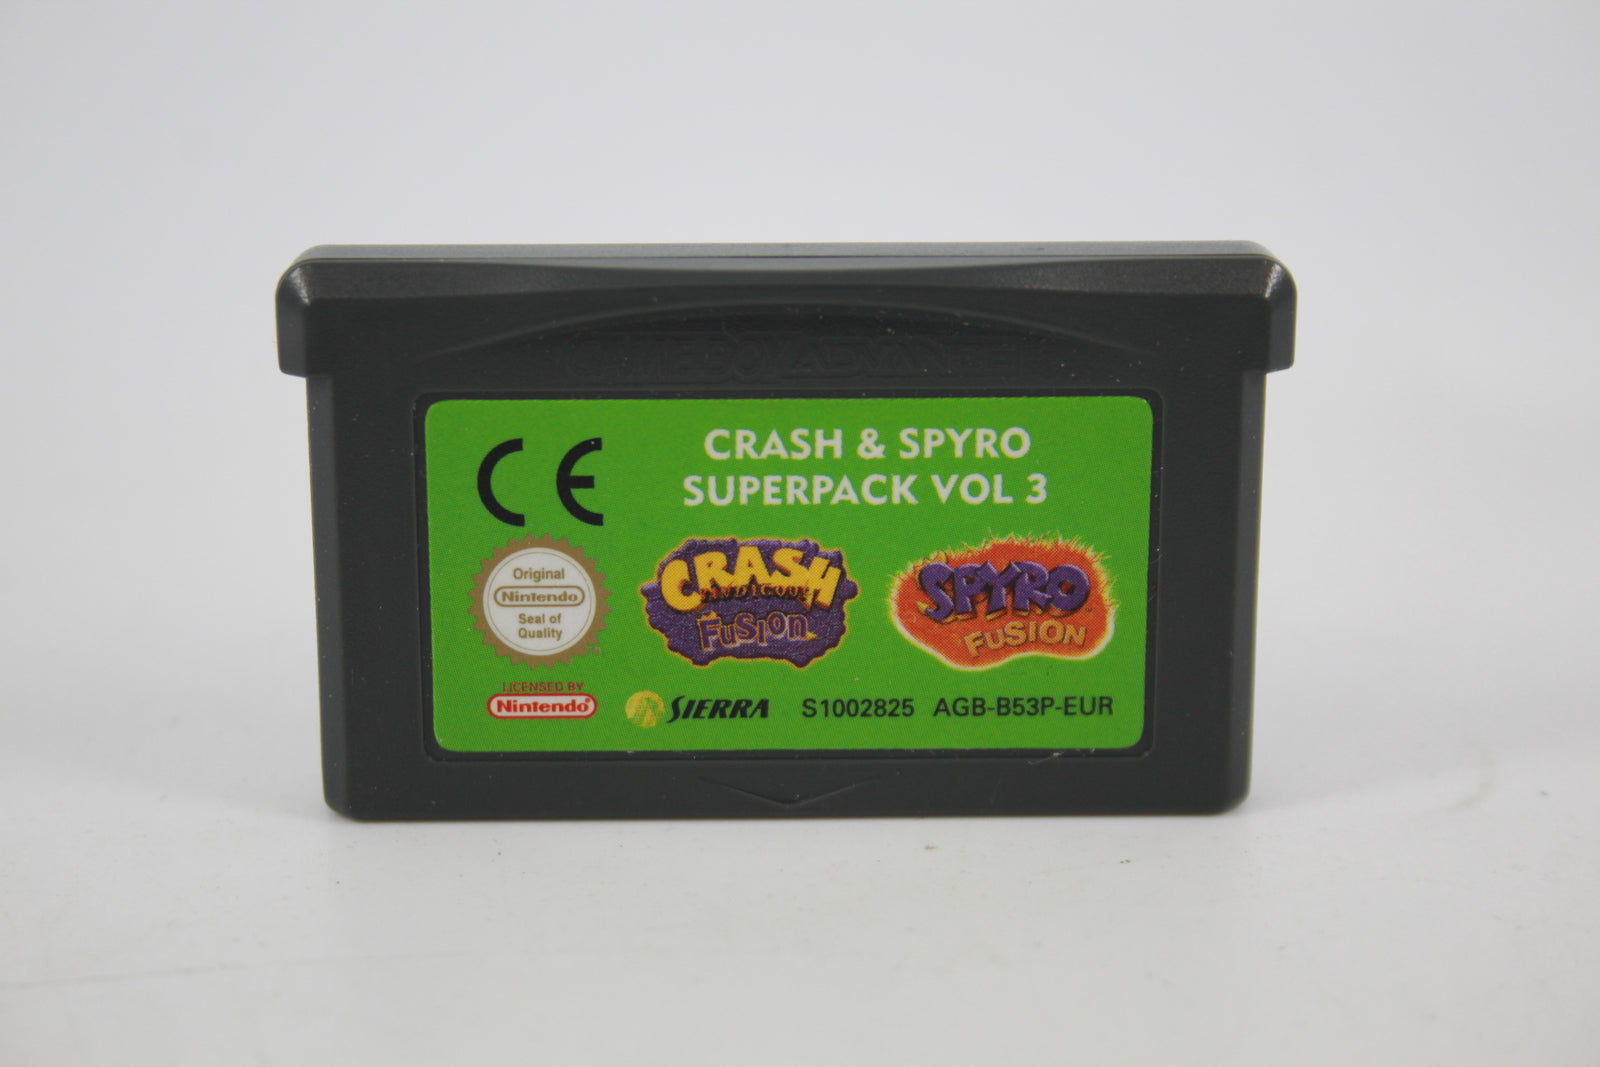 GAME BOY ADVANCE
CRASH & SPYRO
SUPERPACK VOL 3
CE
Original
Nintendo
Seal of
Quality
CRASH
BANDICOOT
FUSION
SPYRO
FUSION
LICENSED BY
Nintendo®
SIERRA
S1002825 AGB-B53P-EUR